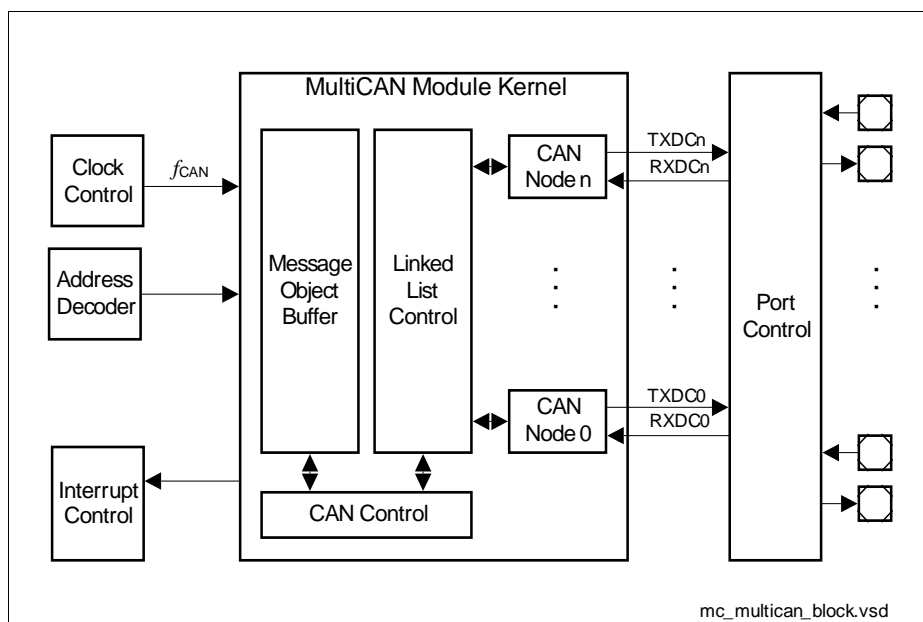 MultiCAN Module Kernel
Clock
Control
fCAN
Address
Decoder
Interrupt
Control
Message
Object
Buffer
Linked
List
Control
CAN
Node n
TXDCn
RXDCn
CAN
Node 0
TXDC0
RXDC0
CAN Control
Port
Control
mc_multican_block.vsd